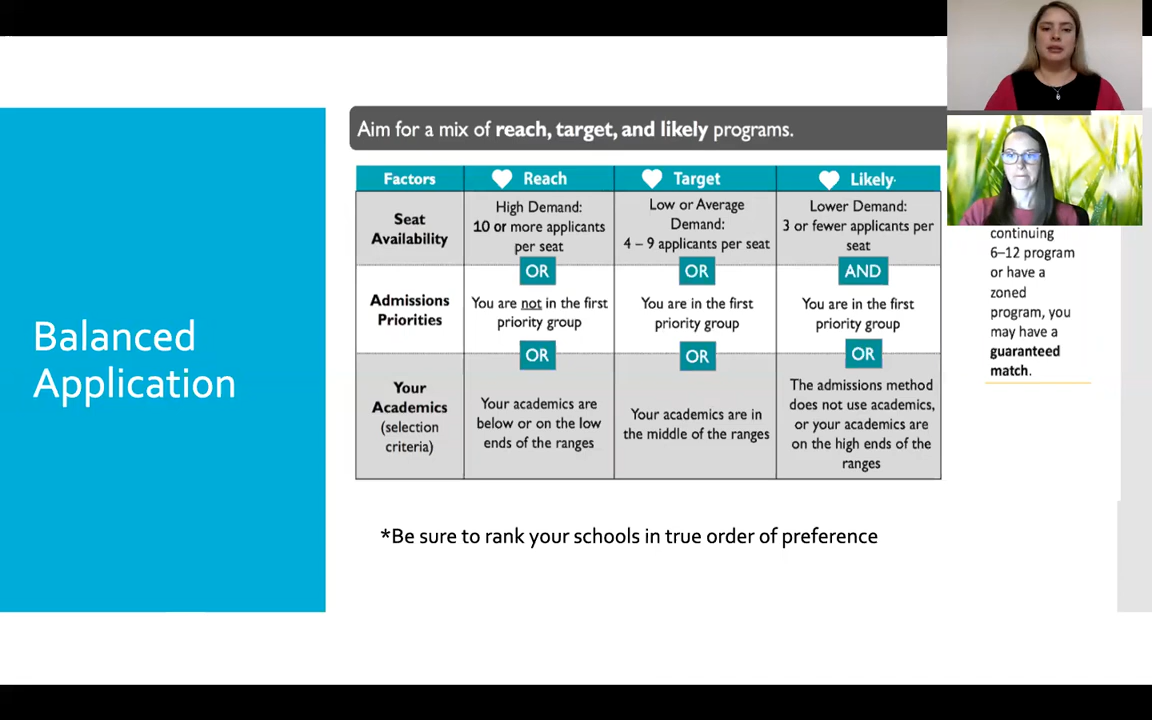 Balanced
Application
Aim for a mix of reach, target, and likely programs.
Factors
Reach
Target
Likely
Seat
Availability
High Demand:
10 or more applicants
per seat
Low or Average
Demand:
4 – 9 applicants per seat
Lower Demand:
3 or fewer applicants per
seat
OR
OR
AND
Admissions
Priorities
You are not in the first
priority group
You are in the first
priority group
You are in the first
priority group
OR
OR
OR
Your
Academics
(selection
criteria)
Your academics are
below or on the low
ends of the ranges
Your academics are in
the middle of the ranges
The admissions method
does not use academics,
or your academics are
on the high ends of the
ranges
continuing
6–12 program
or have a
zoned
program, you
may have a
guaranteed
match.
*Be sure to rank your schools in true order of preference